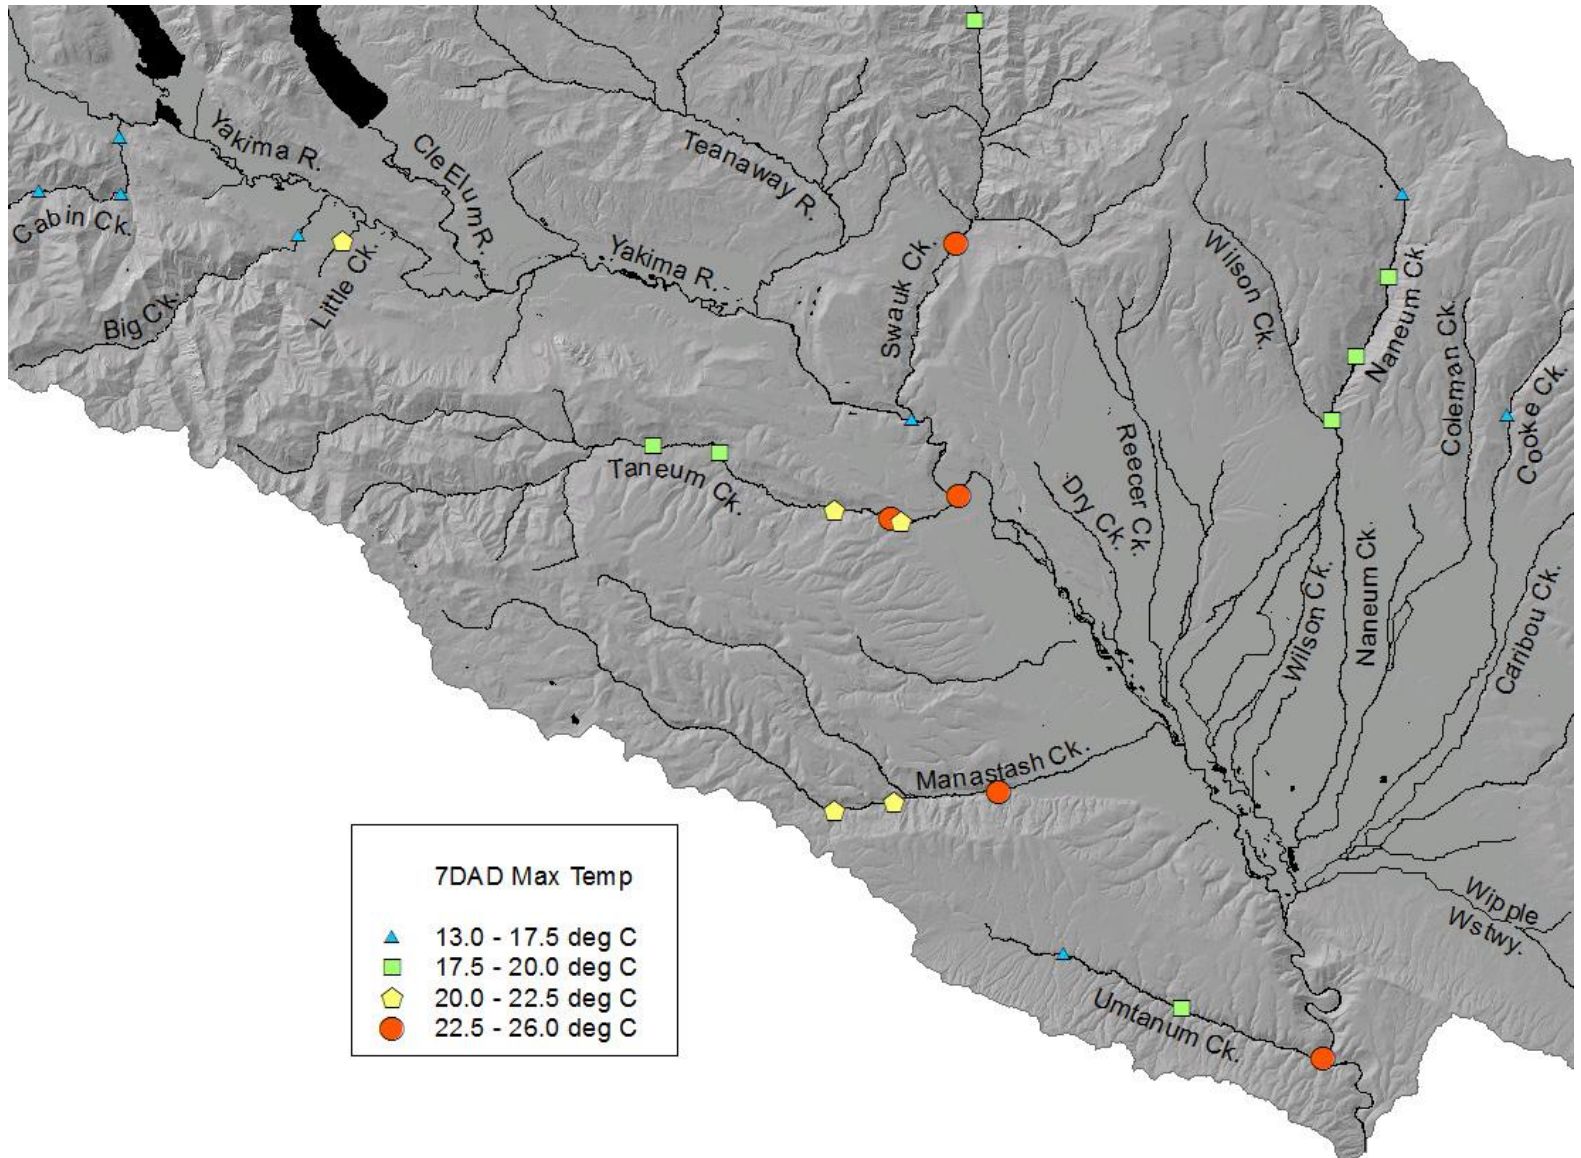 Yakima R.
Cle Elum R.
Teanaway R.
Cabin Ck.
Big Ck.
Little Ck.
Yakima R.
Swauk Ck.
Wilson Ck.
Naneum Ck.
Coleman Ck.
Cooke Ck.
Taneum Ck.
Dry Ck.
Reecer Ck.
Wilson Ck.
Naneum Ck.
Caribou Ck.
Manastash Ck.
Wipple
Wstwy.
Umtanum Ck.
7DAD Max Temp
13.0 - 17.5 deg C
17.5 - 20.0 deg C
20.0 - 22.5 deg C
22.5 - 26.0 deg C